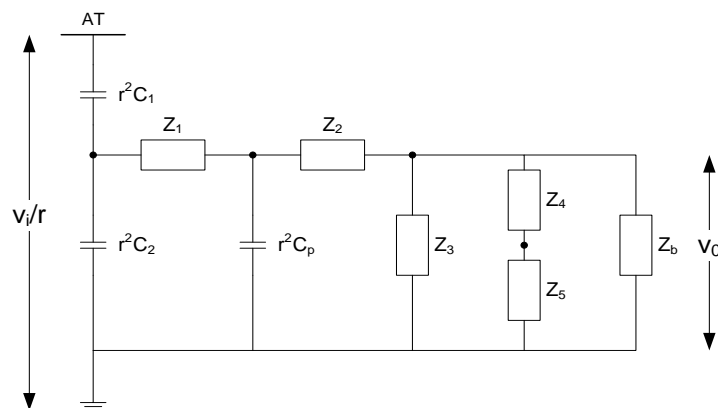 AT
r²C₁
Z₁
Z₂
vᵢ/r
r²C₂
r²Cₚ
Z₃
Z₄
Z₅
Z_b
v₀